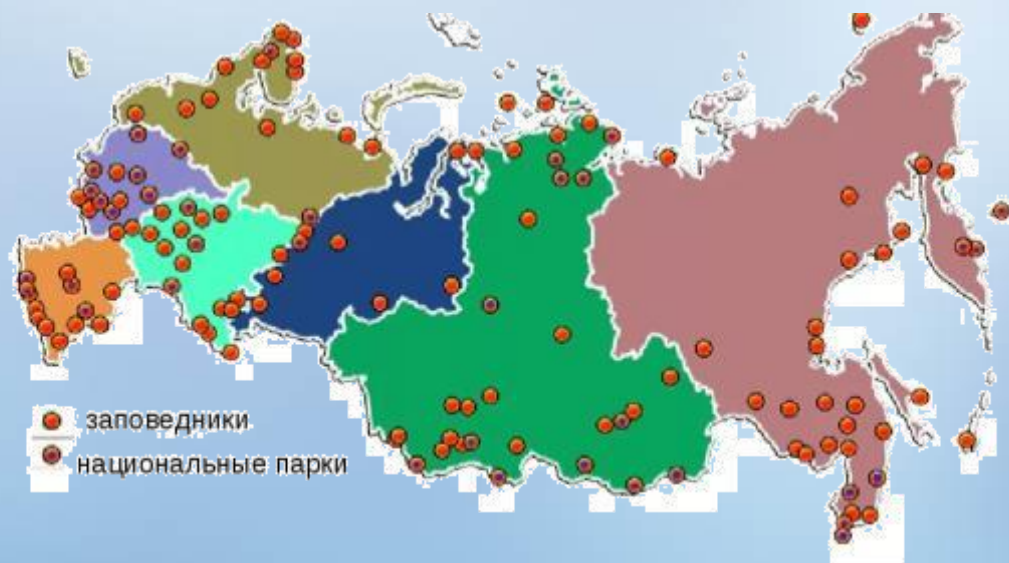 заповедники
национальные парки